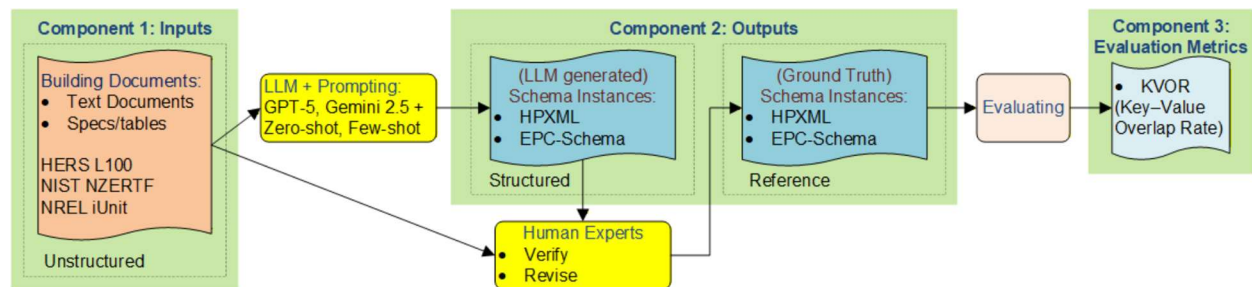 Component 1: Inputs
Building Documents:
• Text Documents
• Specs/tables
HERS L100
NIST NZERTF
NREL iUnit
Unstructured
LLM + Prompting:
GPT-5, Gemini 2.5 +
Zero-shot, Few-shot
Component 2: Outputs
(LLM generated)
Schema Instances:
• HPXML
• EPC-Schema
Structured
(Ground Truth)
Schema Instances:
• HPXML
• EPC-Schema
Reference
Human Experts
• Verify
• Revise
Evaluating
Component 3:
Evaluation Metrics
• KVOR
(Key–Value
Overlap Rate)